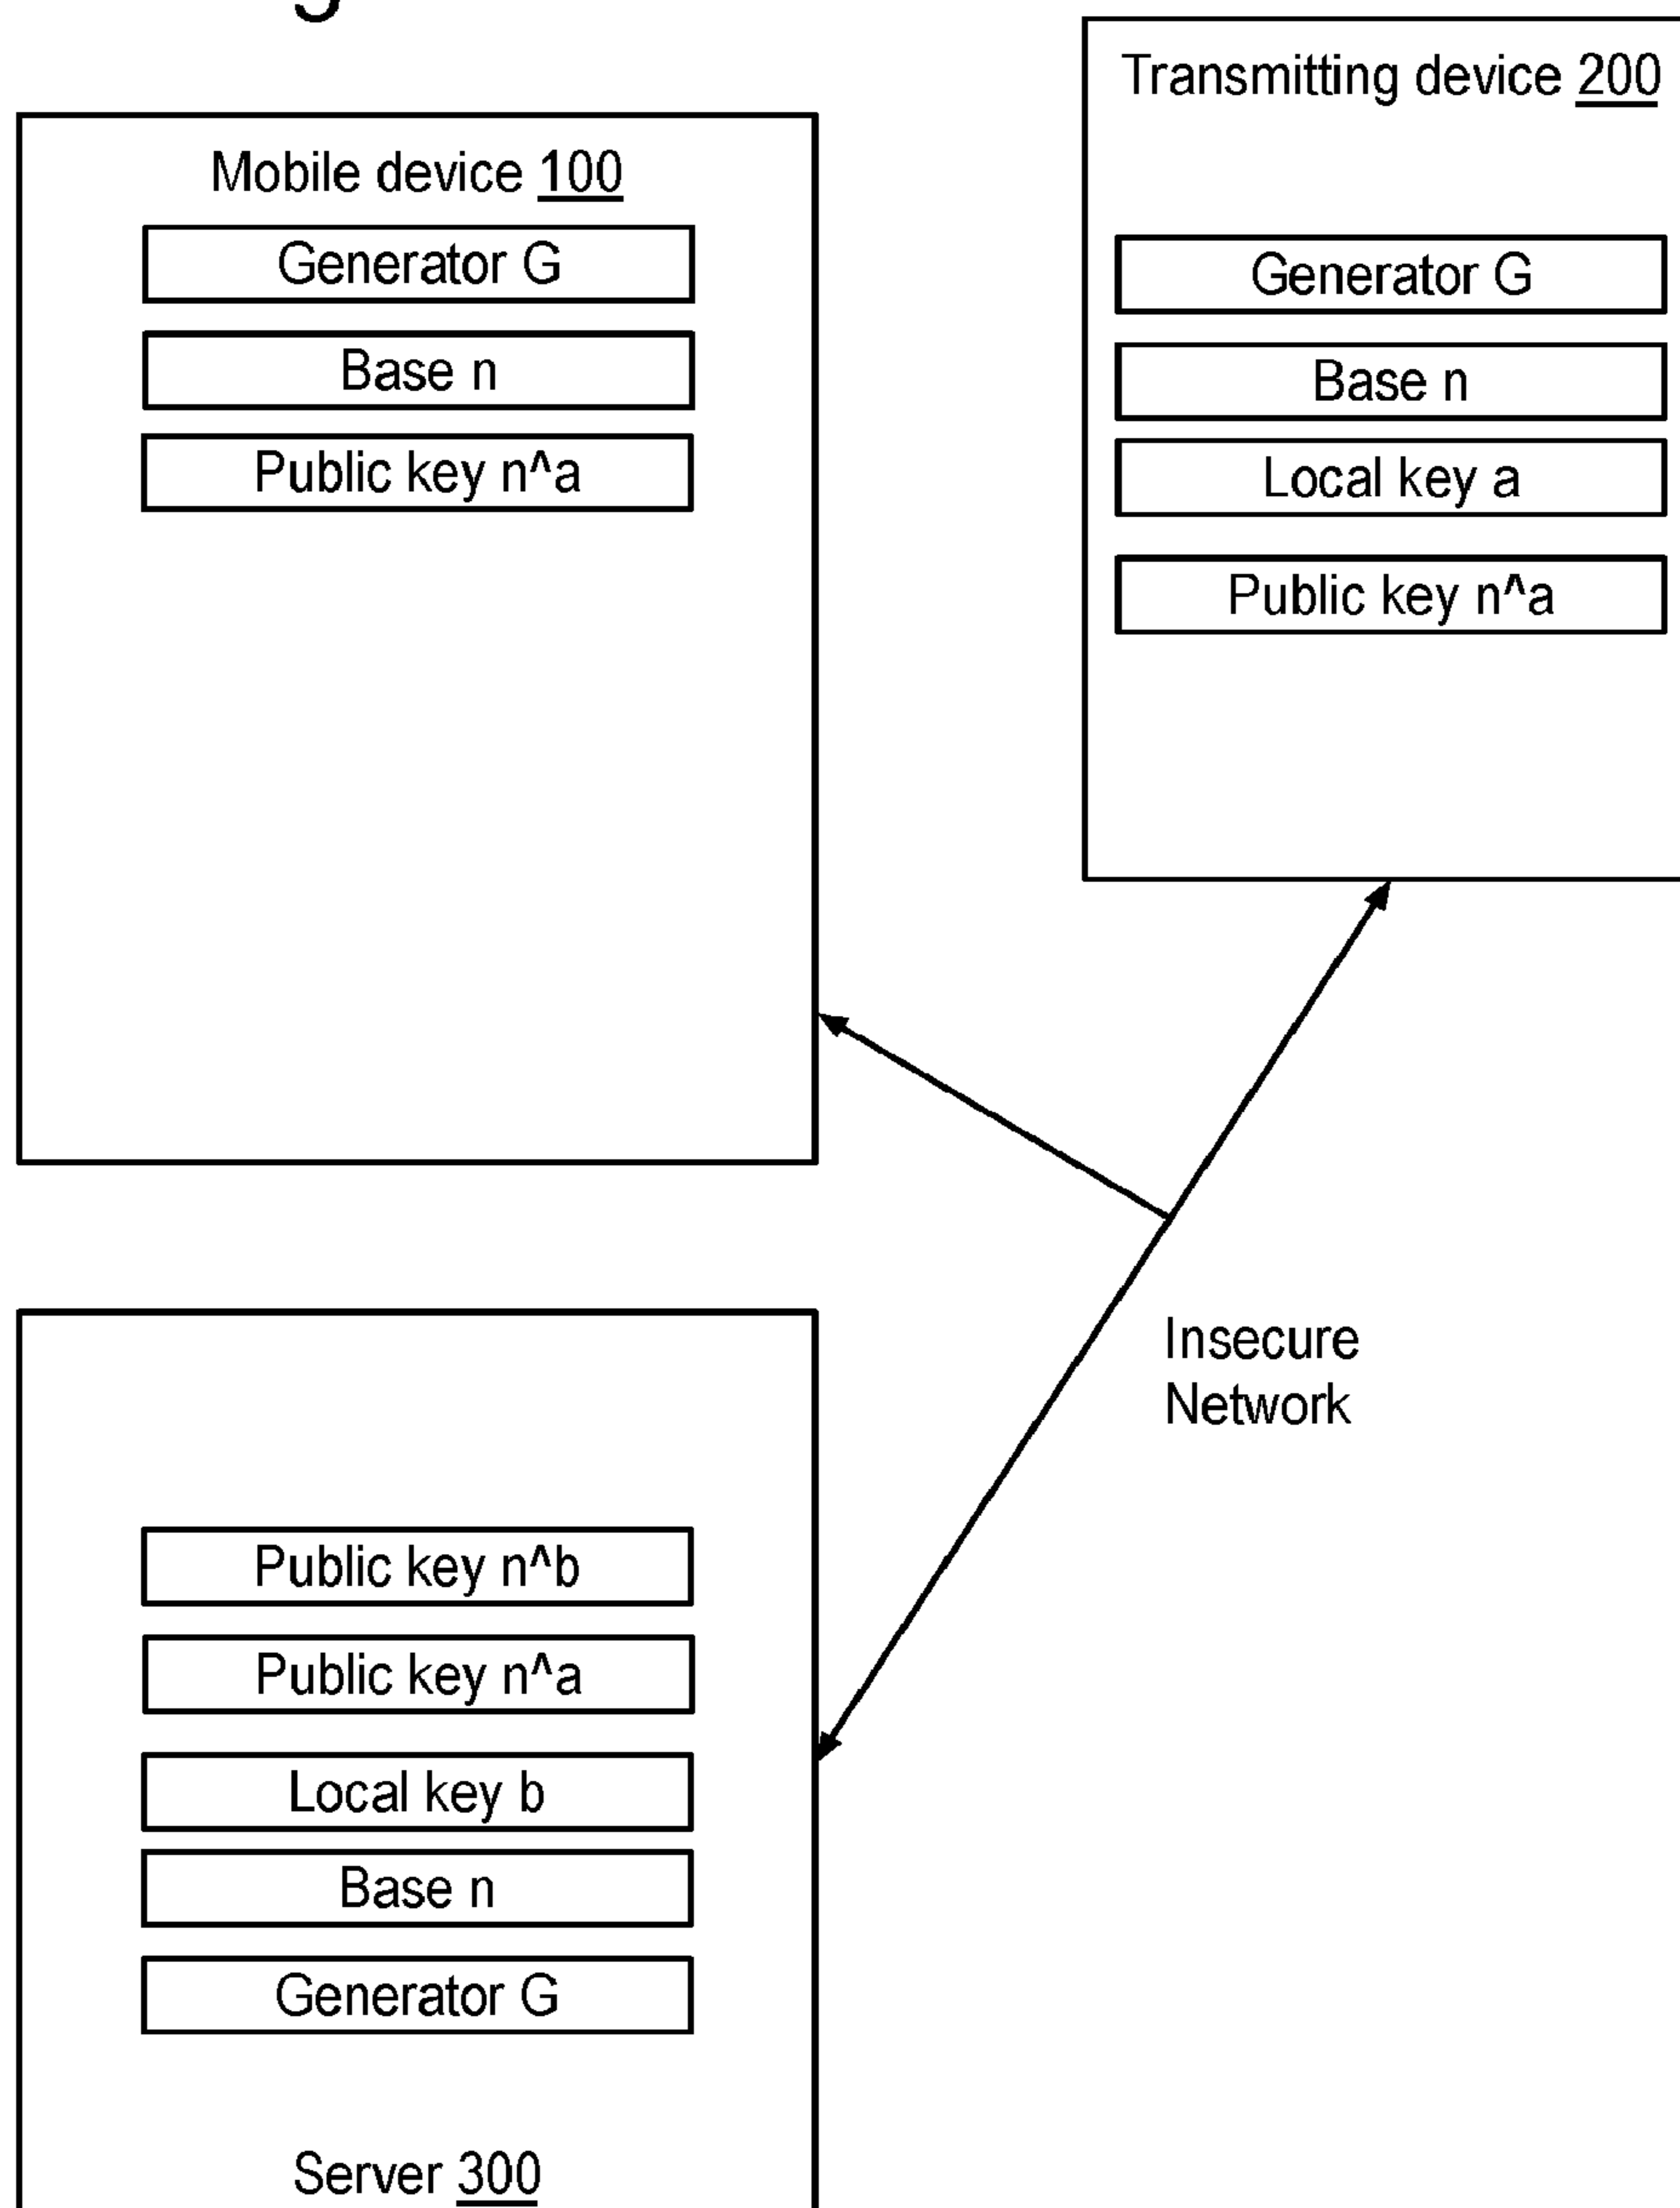 Mobile device 100
Generator G
Base n
Public key n^a
Transmitting device 200
Generator G
Base n
Local key a
Public key n^a
Insecure
Network
Public key n^b
Public key n^a
Local key b
Base n
Generator G
Server 300